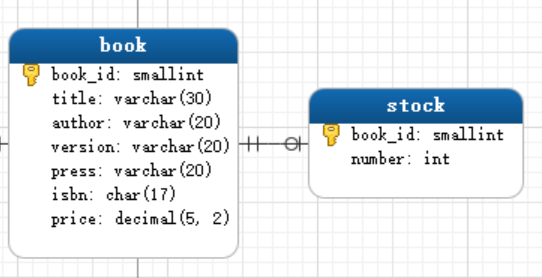 book
book_id: smallint
title: varchar(30)
author: varchar(20)
version: varchar(20)
press: varchar(20)
isbn: char(17)
price: decimal(5, 2)
stock
book_id: smallint
number: int